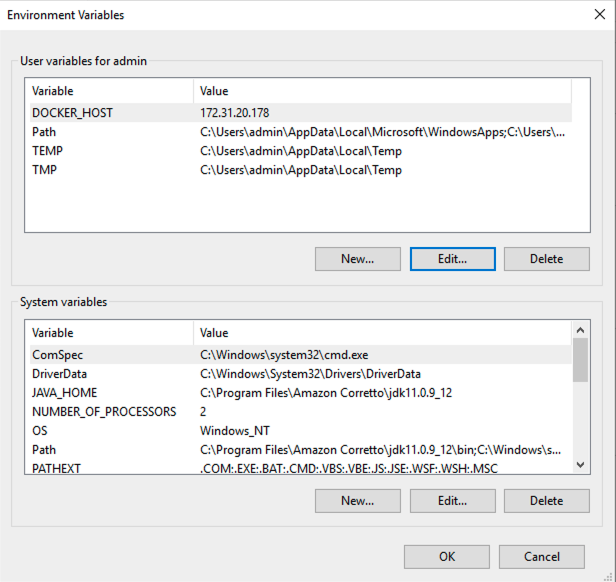 Environment Variables
User variables for admin
Variable Value
DOCKER_HOST 172.31.20.178
Path C:\Users\admin\AppData\Local\Microsoft\WindowsApps;C:\Users\...
TEMP C:\Users\admin\AppData\Local\Temp
TMP C:\Users\admin\AppData\Local\Temp
New... Edit... Delete
System variables
Variable Value
ComSpec C:\Windows\system32\cmd.exe
DriverData C:\Windows\System32\Drivers\DriverData
JAVA_HOME C:\Program Files\Amazon Corretto\jdk11.0.9_12
NUMBER_OF_PROCESSORS 2
OS Windows_NT
Path C:\Program Files\Amazon Corretto\jdk11.0.9_12\bin;C:\Windows\s...
PATHEXT .COM;.EXE;.BAT;.CMD;.VBS;.VBE;.JS;.JSE;.WSF;.WSH;.MSC
New... Edit... Delete
OK Cancel